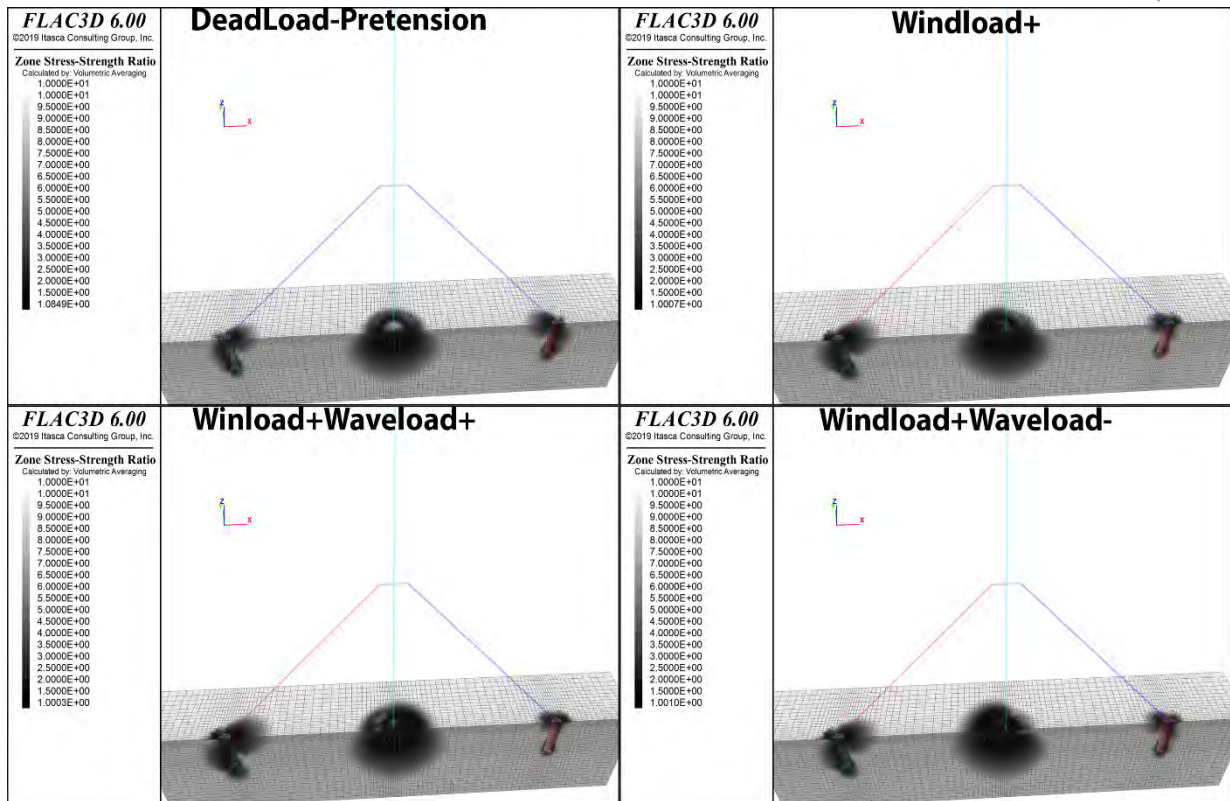 FLAC3D 6.00
©2019 Itasca Consulting Group, Inc.
Zone Stress-Strength Ratio
Calculated by: Volumetric Averaging
1.0000E+01
1.0000E+01
9.5000E+00
9.0000E+00
8.5000E+00
8.0000E+00
7.5000E+00
7.0000E+00
6.5000E+00
6.0000E+00
5.5000E+00
5.0000E+00
4.5000E+00
4.0000E+00
3.5000E+00
3.0000E+00
2.5000E+00
2.0000E+00
1.5000E+00
1.0849E+00
DeadLoad-Pretension
Z
X
FLAC3D 6.00
©2019 Itasca Consulting Group, Inc.
Zone Stress-Strength Ratio
Calculated by: Volumetric Averaging
1.0000E+01
1.0000E+01
9.5000E+00
9.0000E+00
8.5000E+00
8.0000E+00
7.5000E+00
7.0000E+00
6.5000E+00
6.0000E+00
5.5000E+00
5.0000E+00
4.5000E+00
4.0000E+00
3.5000E+00
3.0000E+00
2.5000E+00
2.0000E+00
1.5000E+00
1.0007E+00
Windload+
Z
X
FLAC3D 6.00
©2019 Itasca Consulting Group, Inc.
Zone Stress-Strength Ratio
Calculated by: Volumetric Averaging
1.0000E+01
1.0000E+01
9.5000E+00
9.0000E+00
8.5000E+00
8.0000E+00
7.5000E+00
7.0000E+00
6.5000E+00
6.0000E+00
5.5000E+00
5.0000E+00
4.5000E+00
4.0000E+00
3.5000E+00
3.0000E+00
2.5000E+00
2.0000E+00
1.5000E+00
1.0003E+00
Winload+Waveload+
Z
X
FLAC3D 6.00
©2019 Itasca Consulting Group, Inc.
Zone Stress-Strength Ratio
Calculated by: Volumetric Averaging
1.0000E+01
1.0000E+01
9.5000E+00
9.0000E+00
8.5000E+00
8.0000E+00
7.5000E+00
7.0000E+00
6.5000E+00
6.0000E+00
5.5000E+00
5.0000E+00
4.5000E+00
4.0000E+00
3.5000E+00
3.0000E+00
2.5000E+00
2.0000E+00
1.5000E+00
1.0010E+00
Windload+Waveload-
Z
X